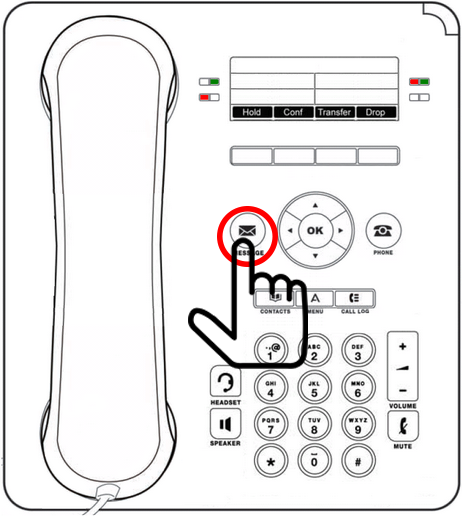 Hold Conf Transfer Drop
OK
MESSAGE
PHONE
CONTACTS MENU CALL LOG
.,@ ABC DEF
1 2 3
GHI JKL MNO
4 5 6
HEADSET
VOLUME
PQRS TUV WXYZ
7 8 9
SPEAKER
MUTE
* 0 #